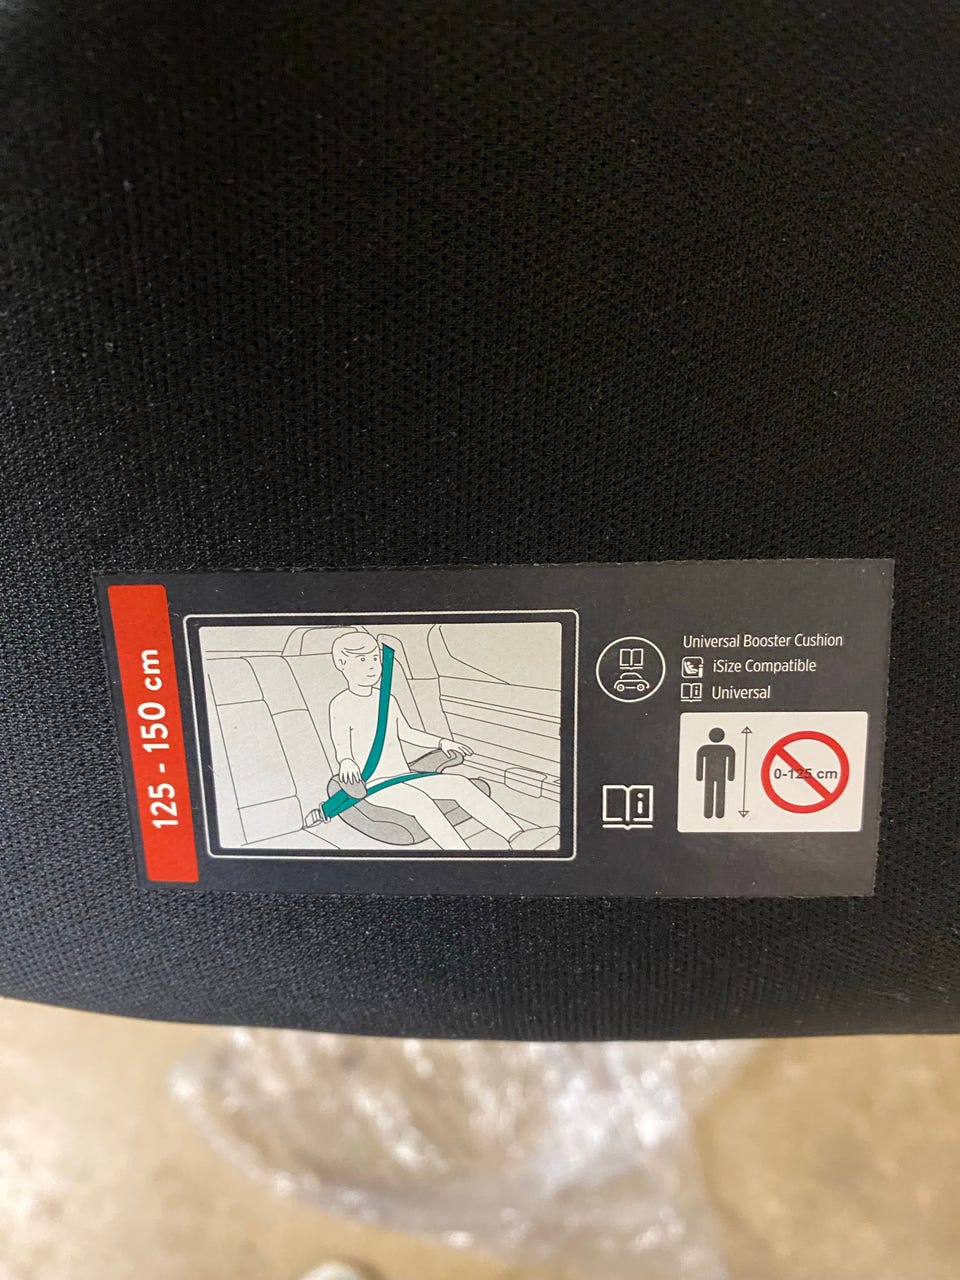 125 - 150 cm
Universal Booster Cushion
iSize Compatible
i Universal
i
0-125 cm